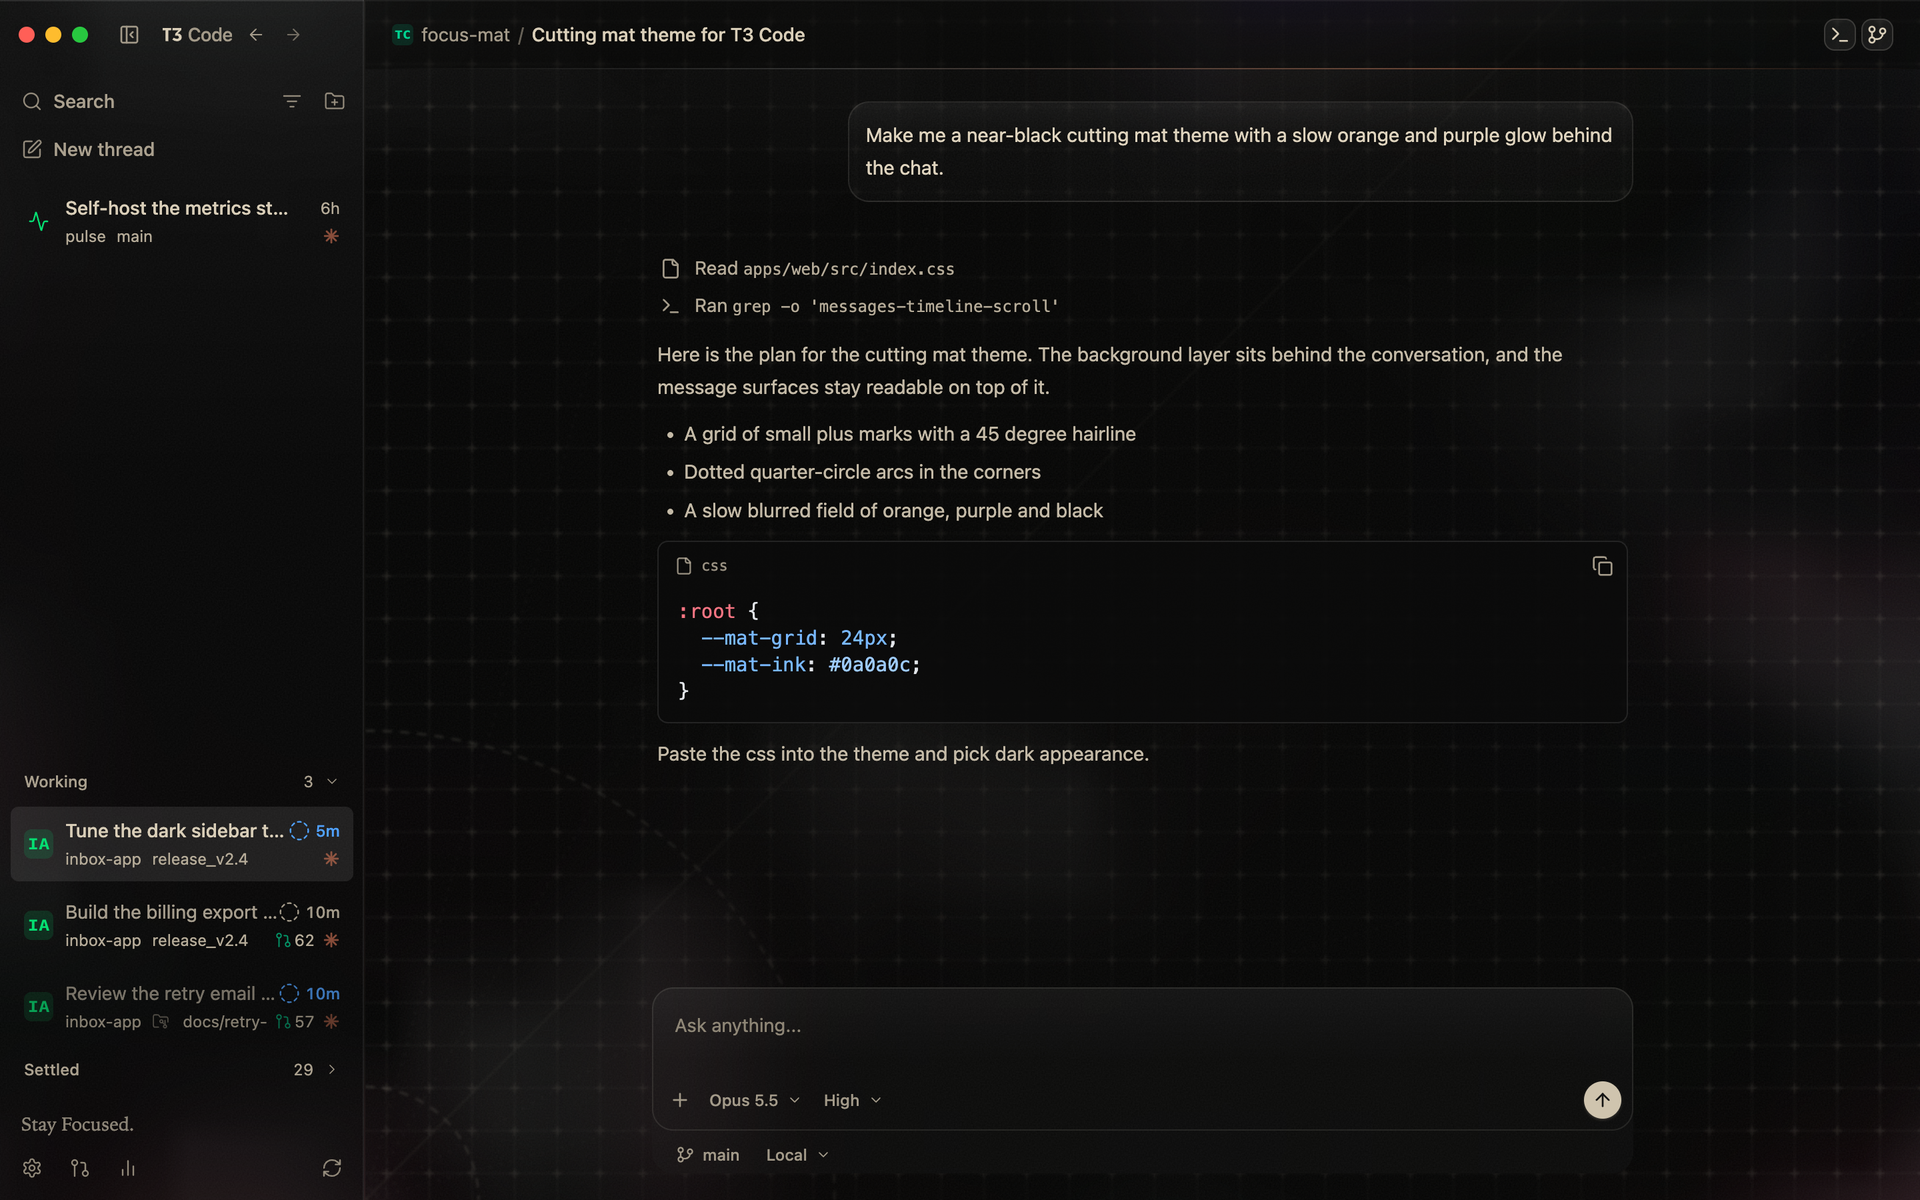 T3 Code
Search
New thread
Self-host the metrics st... 6h
pulse main
Working 3
IA
Tune the dark sidebar t... 5m
inbox-app release_v2.4
IA
Build the billing export ... 10m
inbox-app release_v2.4 62
IA
Review the retry email ... 10m
inbox-app docs/retry- 57
Settled 29
Stay Focused.
TC focus-mat / Cutting mat theme for T3 Code
Make me a near-black cutting mat theme with a slow orange and purple glow behind
the chat.
Read apps/web/src/index.css
Ran grep -o 'messages-timeline-scroll'
Here is the plan for the cutting mat theme. The background layer sits behind the conversation, and the
message surfaces stay readable on top of it.
• A grid of small plus marks with a 45 degree hairline
• Dotted quarter-circle arcs in the corners
• A slow blurred field of orange, purple and black
css
:root {
--mat-grid: 24px;
--mat-ink: #0a0a0c;
}
Paste the css into the theme and pick dark appearance.
Ask anything...
Opus 5.5 High
main Local